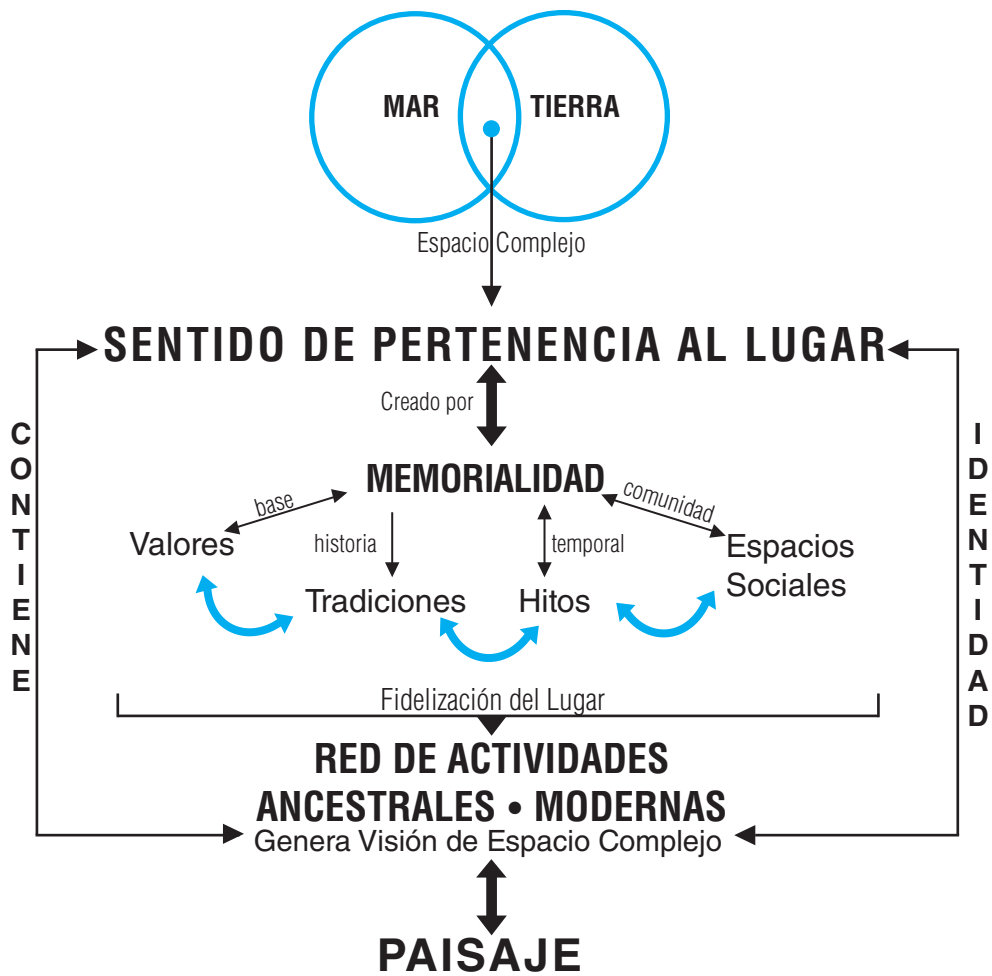 MAR
TIERRA
Espacio Complejo
SENTIDO DE PERTENENCIA AL LUGAR
Creado por
CONTIENE
IDENTIDAD
MEMORIALIDAD
base
historia
temporal
comunidad
Valores
Tradiciones
Hitos
Espacios
Sociales
Fidelización del Lugar
RED DE ACTIVIDADES
ANCESTRALES • MODERNAS
Genera Visión de Espacio Complejo
PAISAJE